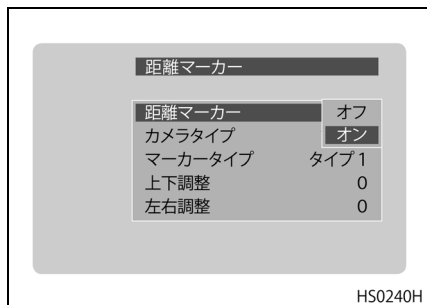 距離マーカー
距離マーカー オフ
カメラタイプ オン
マーカータイプ タイプ1
上下調整 0
左右調整 0
HS0240H